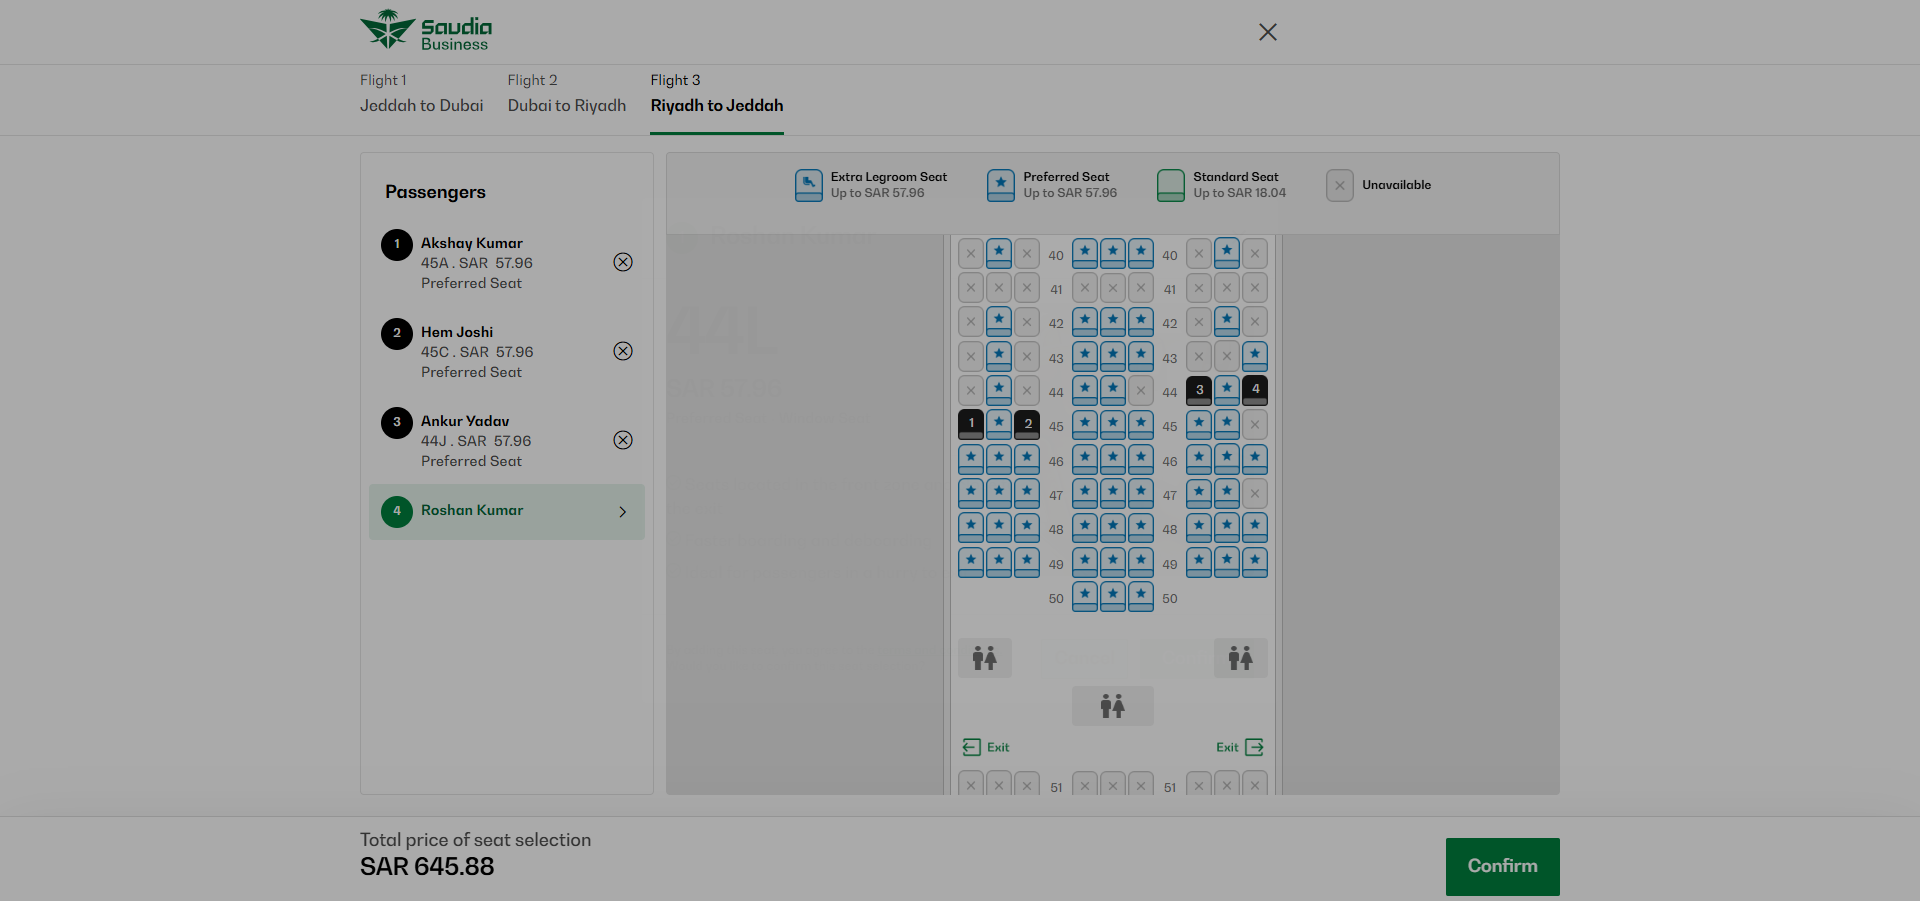 Saudia
Business
Flight 1
Jeddah to Dubai
Flight 2
Dubai to Riyadh
Flight 3
Riyadh to Jeddah
Passengers
1
Akshay Kumar
45A . SAR 57.96
Preferred Seat
2
Hem Joshi
45C . SAR 57.96
Preferred Seat
3
Ankur Yadav
44J . SAR 57.96
Preferred Seat
4
Roshan Kumar
Extra Legroom Seat
Up to SAR 57.96
Preferred Seat
Up to SAR 57.96
Standard Seat
Up to SAR 18.04
Unavailable
40 40
41 41
42 42
43 43
44 3 4 44
1 2 45 45
46 46
47 47
48 48
49 49
50 50
Exit Exit
51 51
44L
Total price of seat selection
SAR 645.88
Confirm